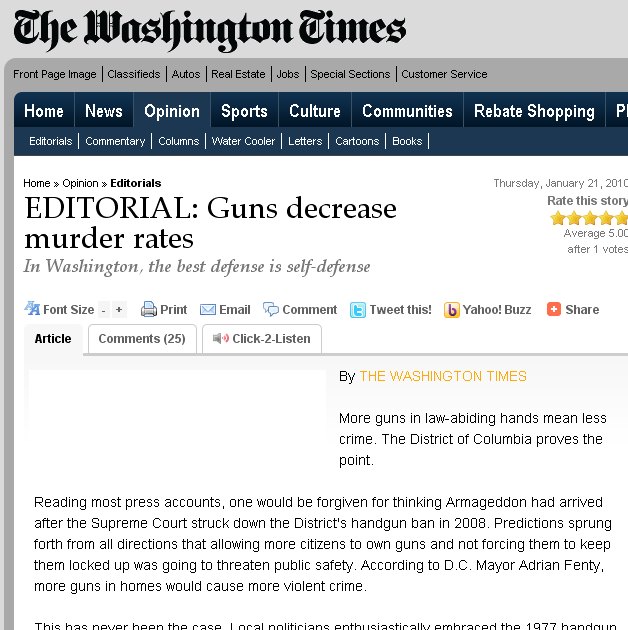 The Washington Times
Front Page Image | Classifieds | Autos | Real Estate | Jobs | Special Sections | Customer Service
Home News Opinion Sports Culture Communities Rebate Shopping Pl
Editorials | Commentary | Columns | Water Cooler | Letters | Cartoons | Books |
Home » Opinion » Editorials
Thursday, January 21, 2010
EDITORIAL: Guns decrease
murder rates
Rate this story
Average 5.00
after 1 votes
In Washington, the best defense is self-defense
Font Size - + Print Email Comment Tweet this! Yahoo! Buzz Share
Article Comments (25) Click-2-Listen
By THE WASHINGTON TIMES
More guns in law-abiding hands mean less
crime. The District of Columbia proves the
point.
Reading most press accounts, one would be forgiven for thinking Armageddon had arrived
after the Supreme Court struck down the District's handgun ban in 2008. Predictions sprung
forth from all directions that allowing more citizens to own guns and not forcing them to keep
them locked up was going to threaten public safety. According to D.C. Mayor Adrian Fenty,
more guns in homes would cause more violent crime.
This has never been the case. Local politicians enthusiastically embraced the 1977 handgun